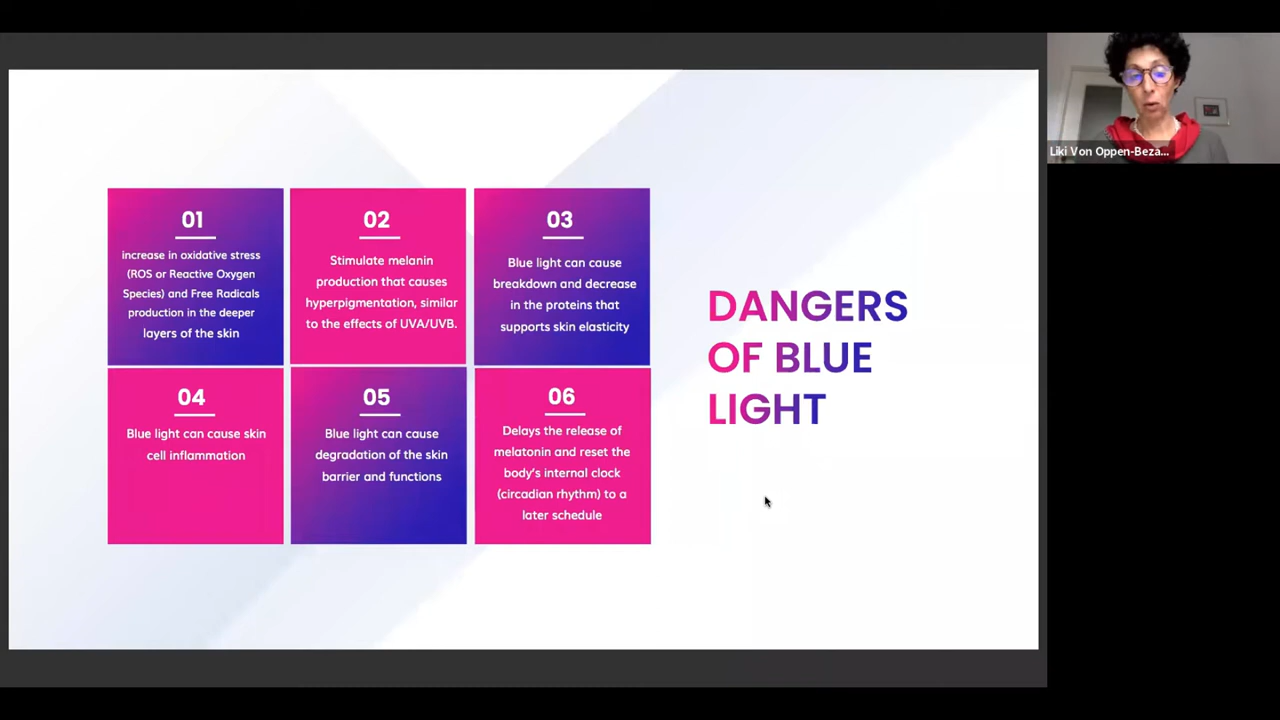 01
increase in oxidative stress
(ROS or Reactive Oxygen
Species) and Free Radicals
production in the deeper
layers of the skin
02
Stimulate melanin
production that causes
hyperpigmentation, similar
to the effects of UVA/UVB.
03
Blue light can cause
breakdown and decrease
in the proteins that
supports skin elasticity
04
Blue light can cause skin
cell inflammation
05
Blue light can cause
degradation of the skin
barrier and functions
06
Delays the release of
melatonin and reset the
body's internal clock
(circadian rhythm) to a
later schedule
DANGERS
OF BLUE
LIGHT
Liki Von Oppen-Beza...